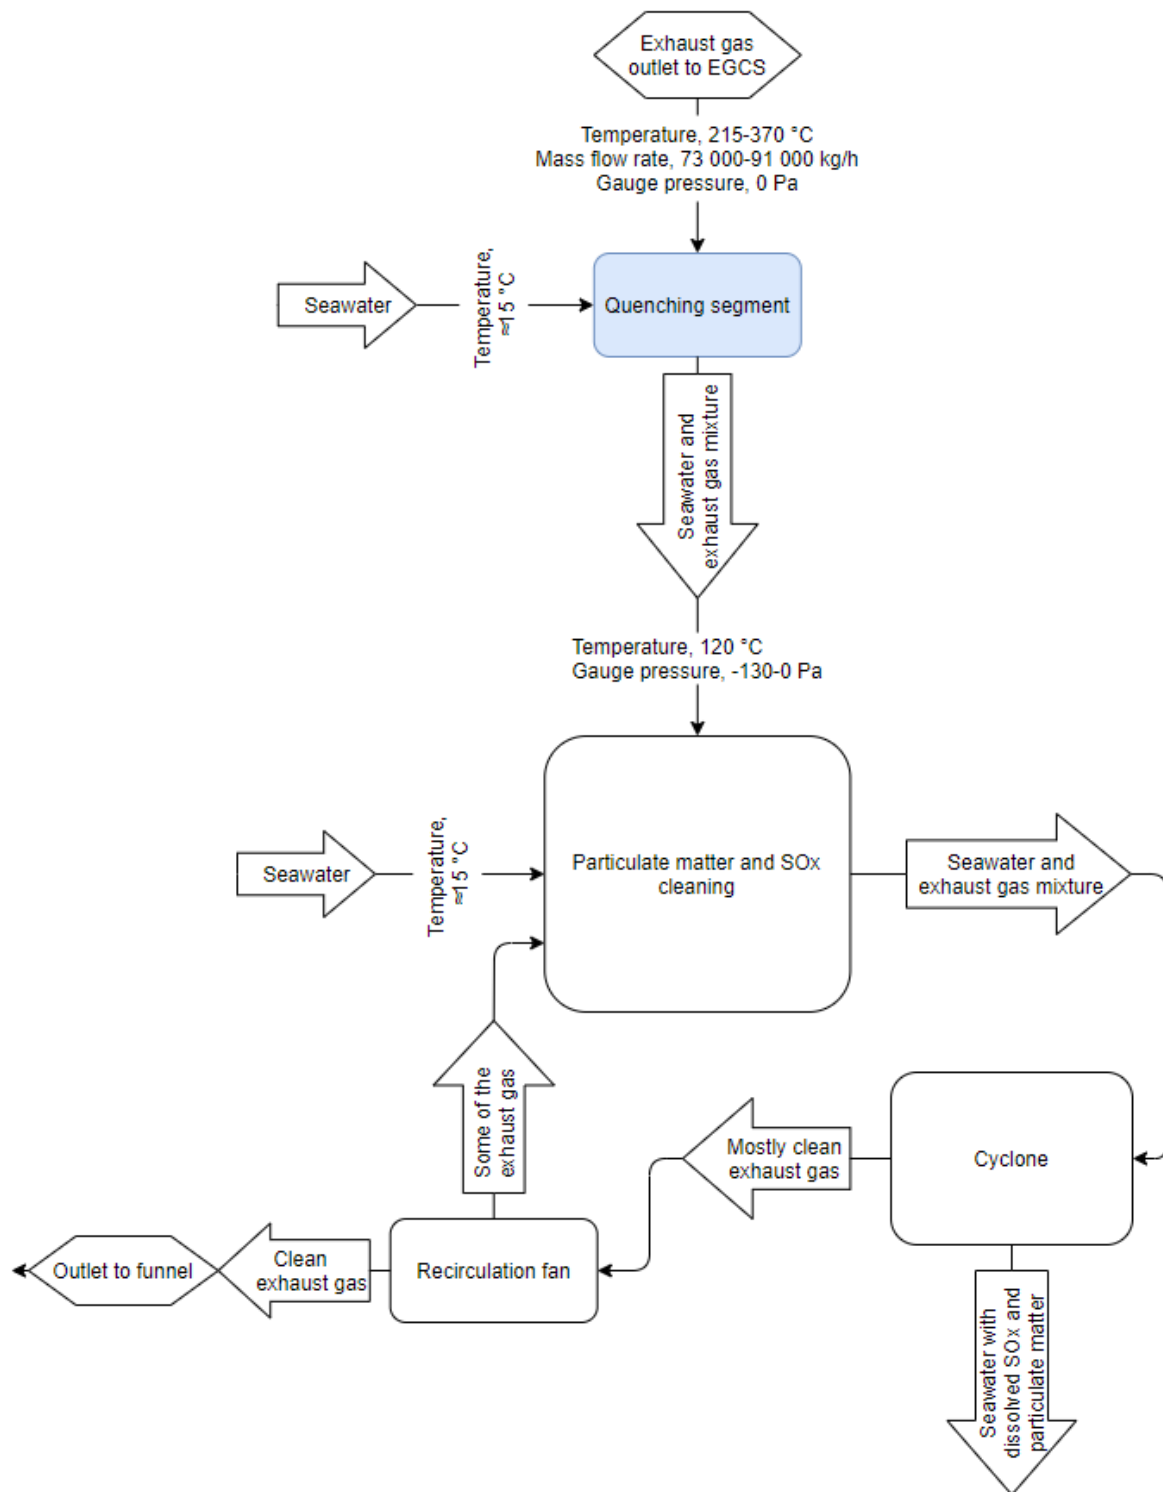 Exhaust gas
outlet to EGCS
Temperature, 215-370 °C
Mass flow rate, 73 000-91 000 kg/h
Gauge pressure, 0 Pa
Seawater
Temperature,
≈15 °C
Quenching segment
Seawater and
exhaust gas mixture
Temperature, 120 °C
Gauge pressure, -130-0 Pa
Seawater
Temperature,
≈15 °C
Particulate matter and SOx
cleaning
Seawater and
exhaust gas mixture
Some of the
exhaust gas
Mostly clean
exhaust gas
Cyclone
Outlet to funnel
Clean
exhaust gas
Recirculation fan
Seawater with
dissolved SOx and
particulate matter